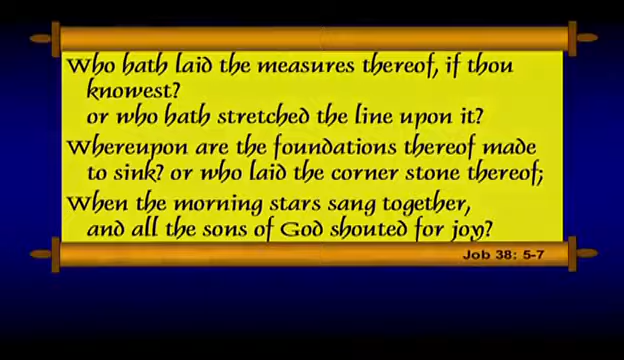 Who hath laid the measures thereof, if thou
knowest?
or who hath stretched the line upon it?
Whereupon are the foundations thereof made
to sink? or who laid the corner stone thereof;
When the morning stars sang together,
and all the sons of God shouted for joy?
Job 38: 5-7